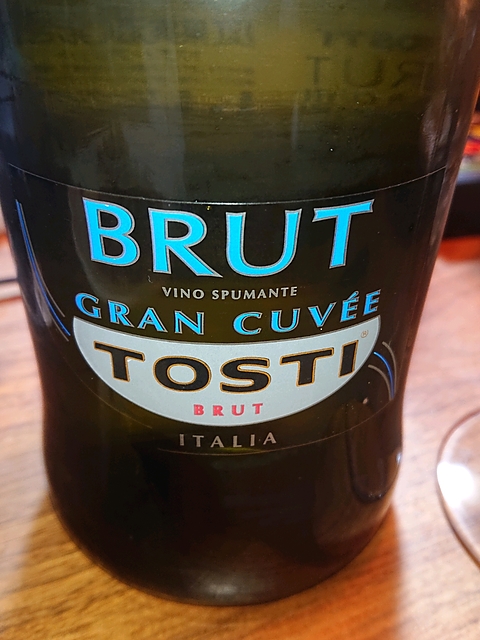 BRUT
VINO SPUMANTE
GRAN CUVÉE
TOSTI®
BRUT
ITALIA